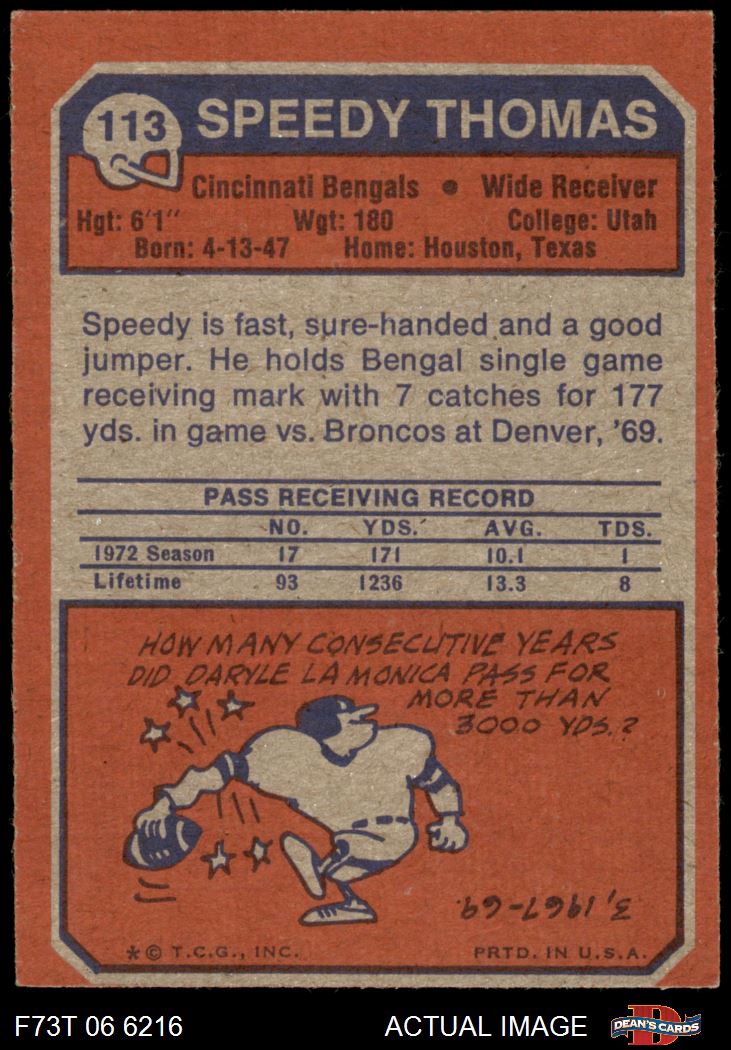 113 SPEEDY THOMAS
Cincinnati Bengals • Wide Receiver
Hgt: 6'1" Wgt: 180 College: Utah
Born: 4-13-47 Home: Houston, Texas
Speedy is fast, sure-handed and a good
jumper. He holds Bengal single game
receiving mark with 7 catches for 177
yds. in game vs. Broncos at Denver, '69.
PASS RECEIVING RECORD
NO. YDS. AVG. TDS.
1972 Season 17 171 10.1 1
Lifetime 93 1236 13.3 8
HOW MANY CONSECUTIVE YEARS
DID DARYLE LA MONICA PASS FOR
MORE THAN
3000 YDS.?
3, 1967-69.
* © T.C.G., INC. PRTD. IN U.S.A.
F73T 06 6216 ACTUAL IMAGE D DEAN'S CARDS